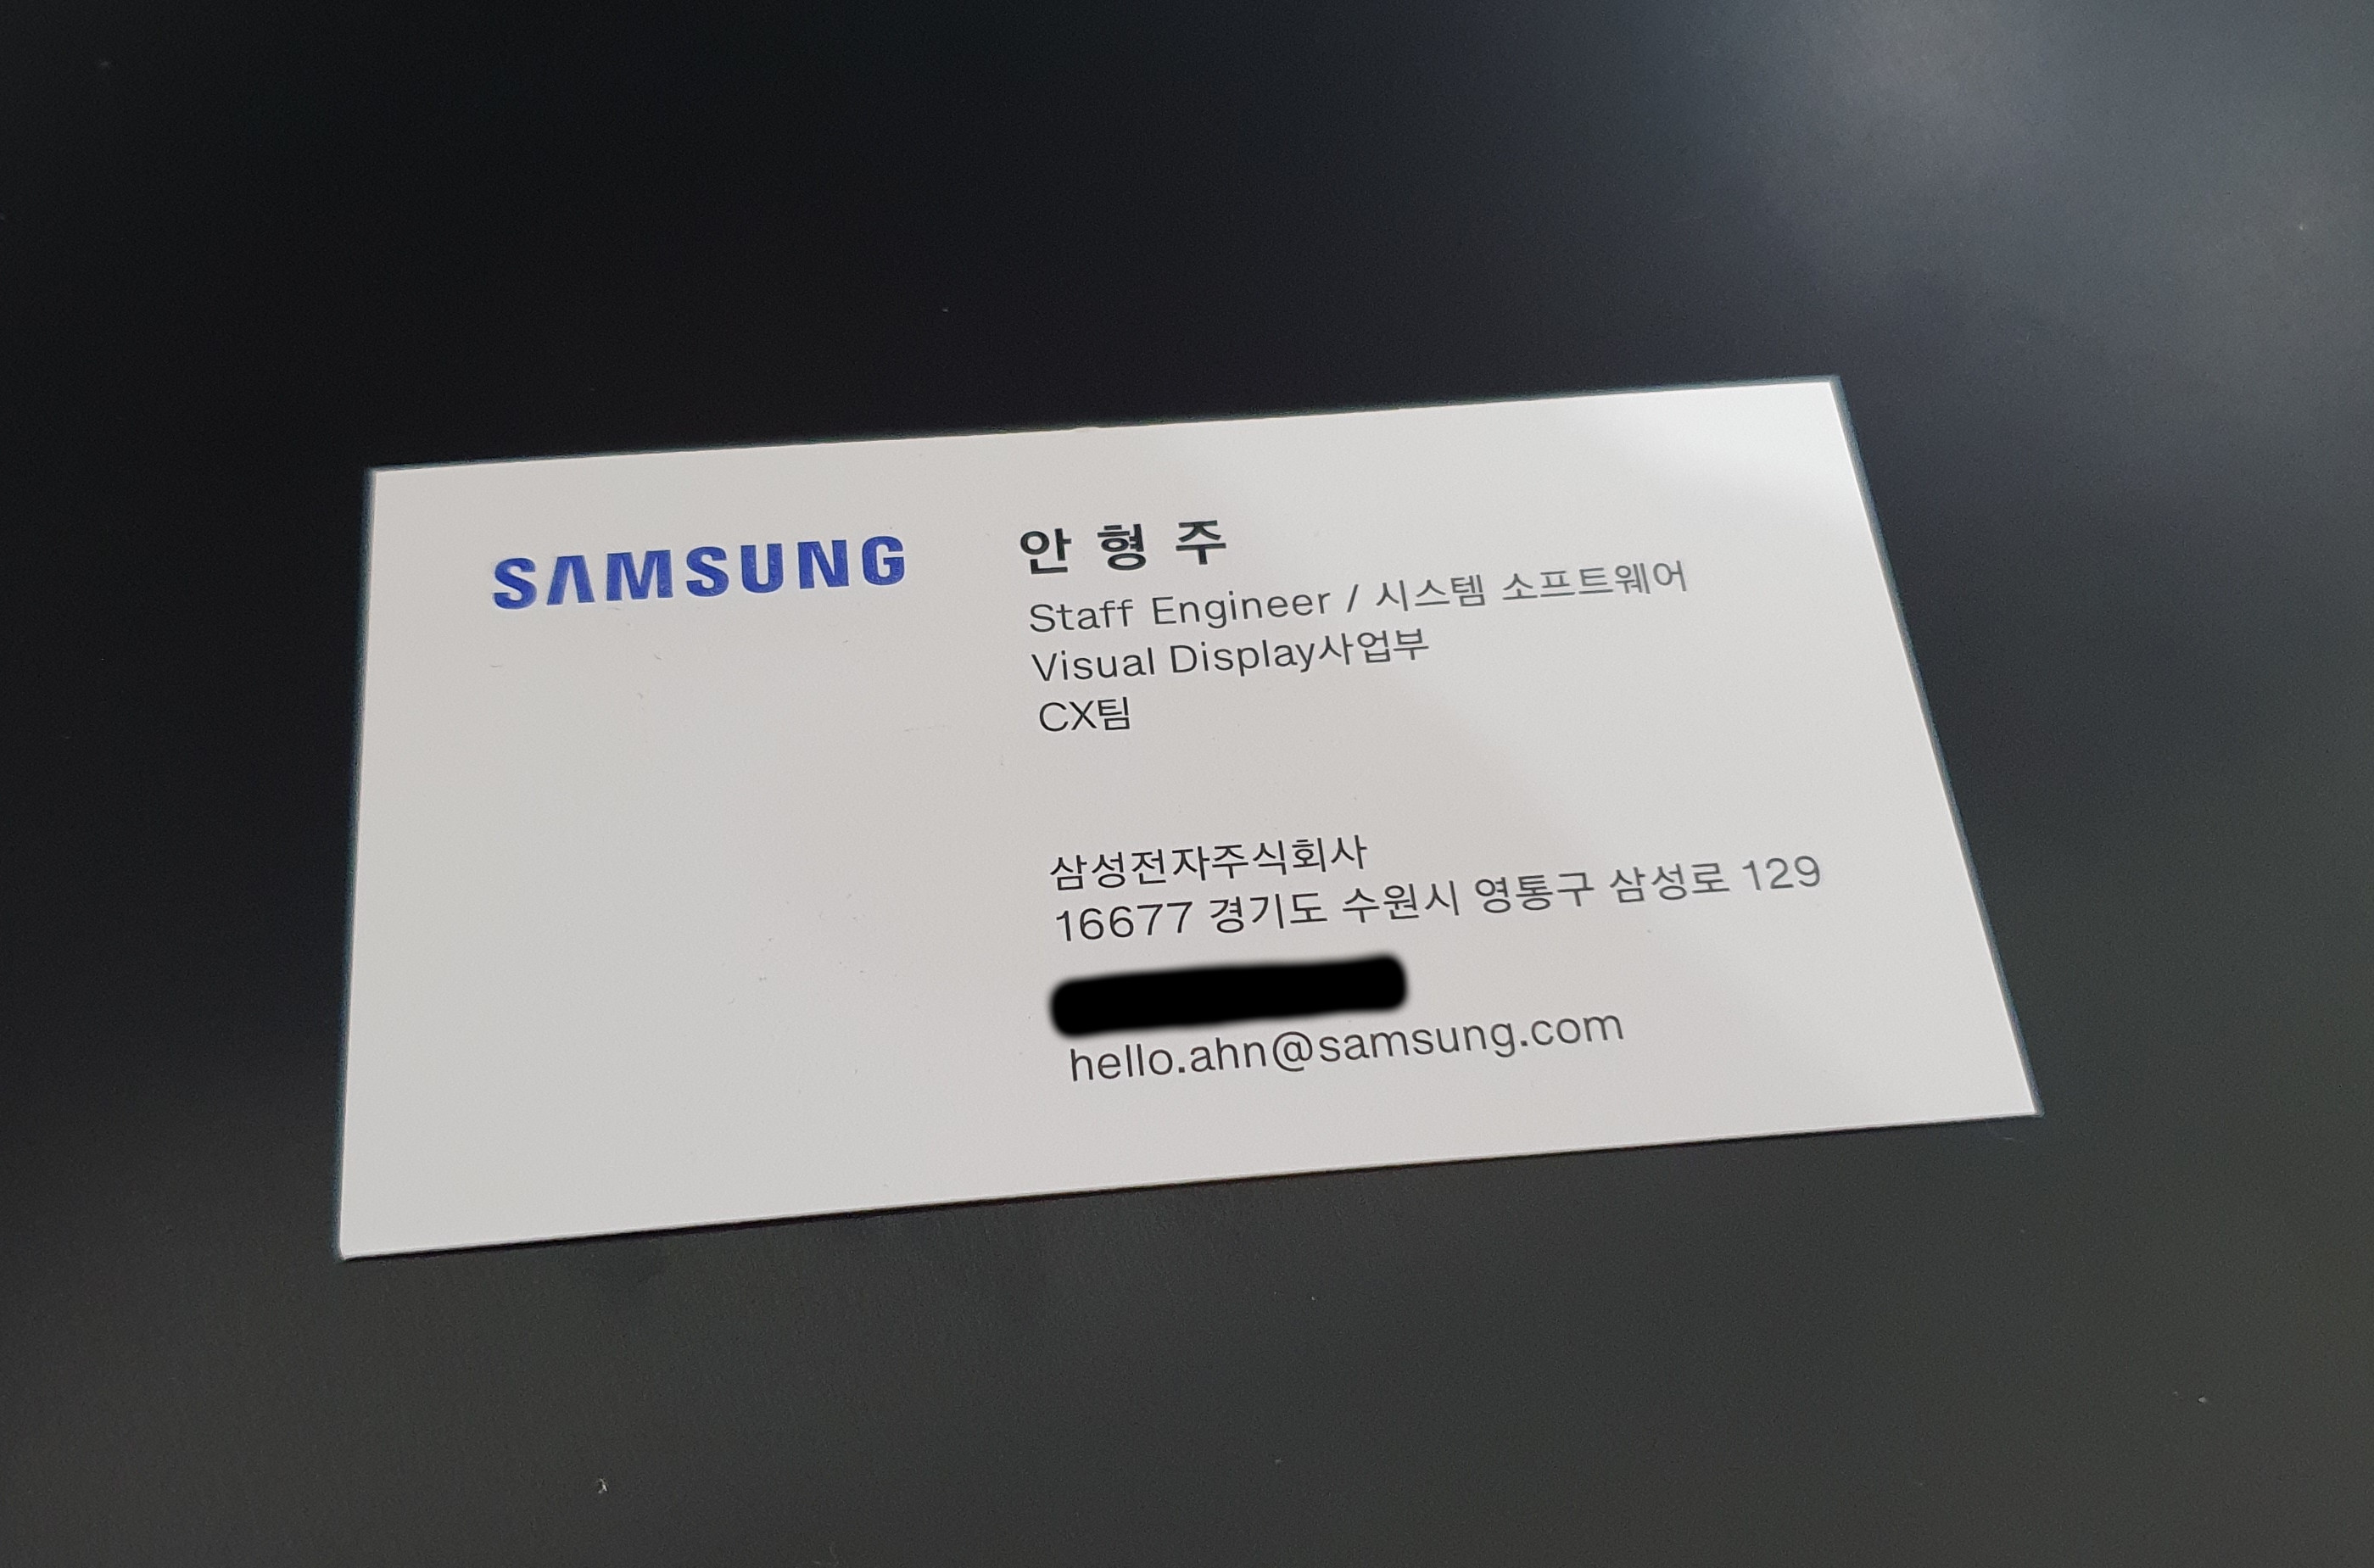 SAMSUNG
안 형 주
Staff Engineer / 시스템 소프트웨어
Visual Display사업부
CX팀
삼성전자주식회사
16677 경기도 수원시 영통구 삼성로 129
hello.ahn@samsung.com